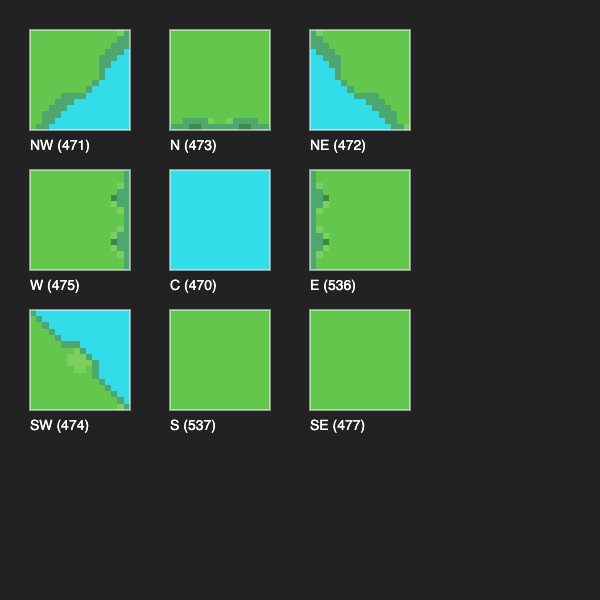 NW (471)
N (473)
NE (472)
W (475)
C (470)
E (536)
SW (474)
S (537)
SE (477)